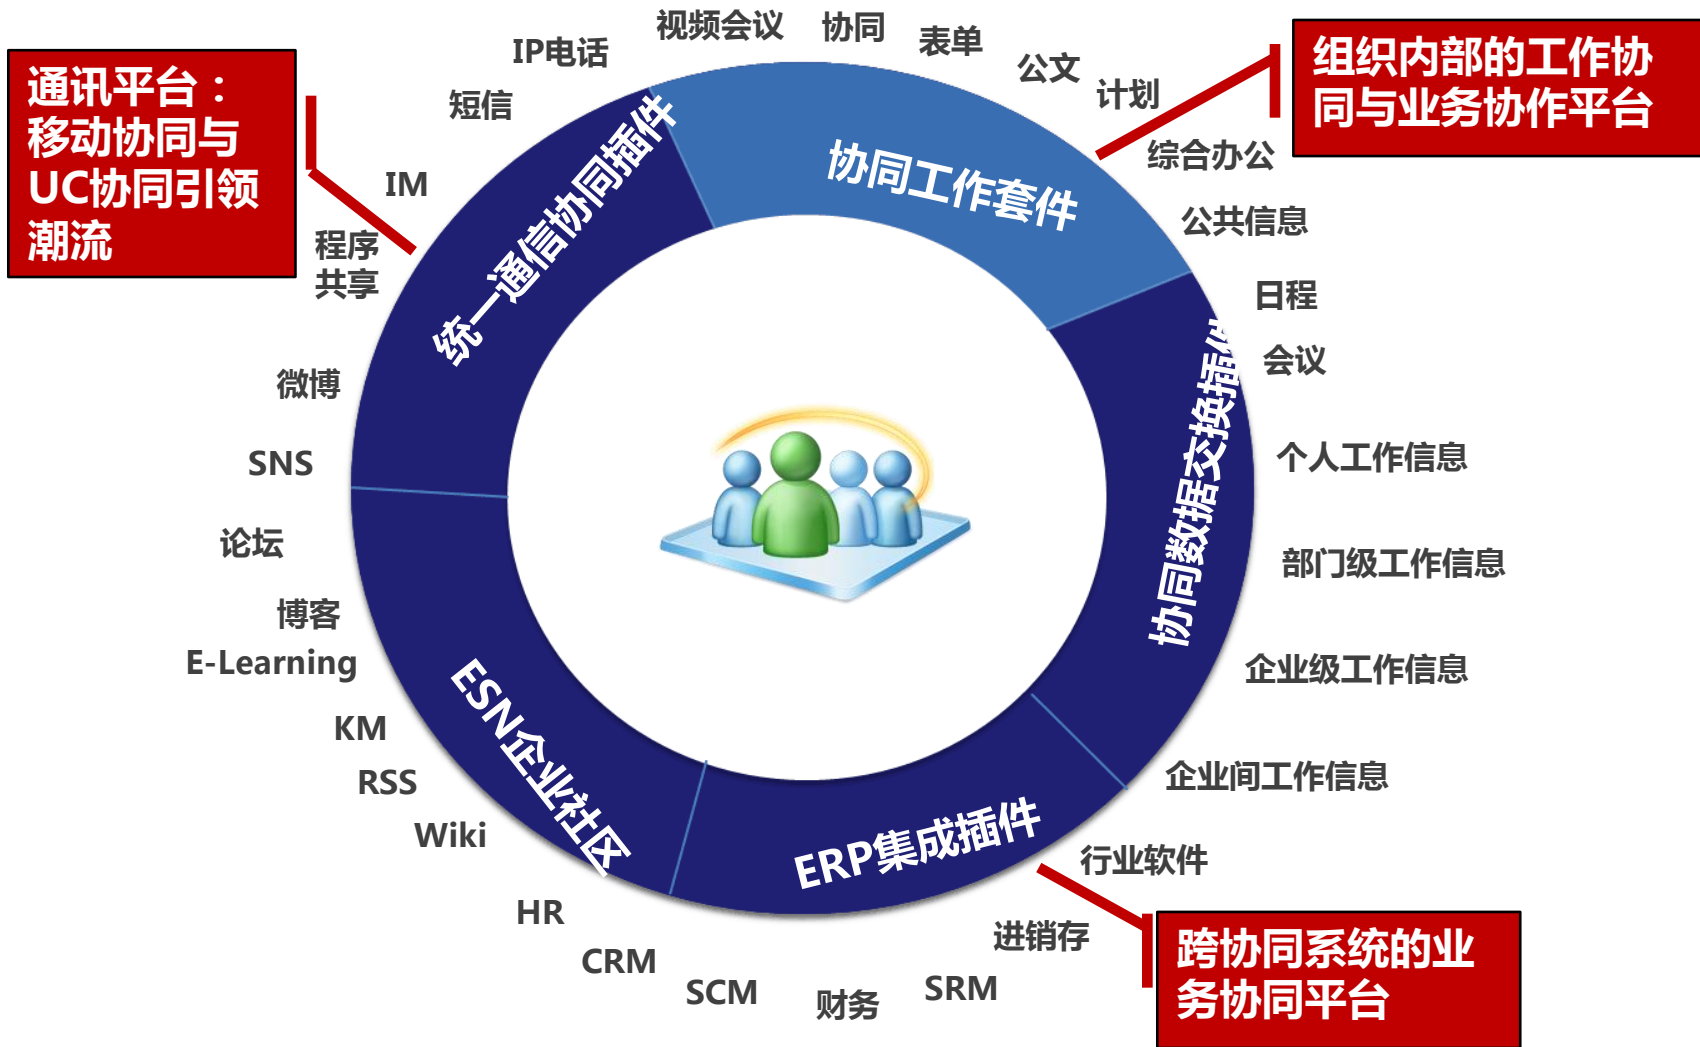 视频会议
协同
表单
公文
计划
综合办公
公共信息
日程
会议
个人工作信息
部门级工作信息
企业级工作信息
企业间工作信息
行业软件
进销存
SRM
财务
SCM
CRM
HR
Wiki
RSS
KM
E-Learning
博客
论坛
SNS
微博
程序
共享
IM
短信
IP电话
通讯平台：
移动协同与
UC协同引领
潮流
组织内部的工作协
同与业务协作平台
跨协同系统的业
务协同平台
统一通信协同插件
协同工作套件
协同数据交换插件
ERP集成插件
ESN企业社区